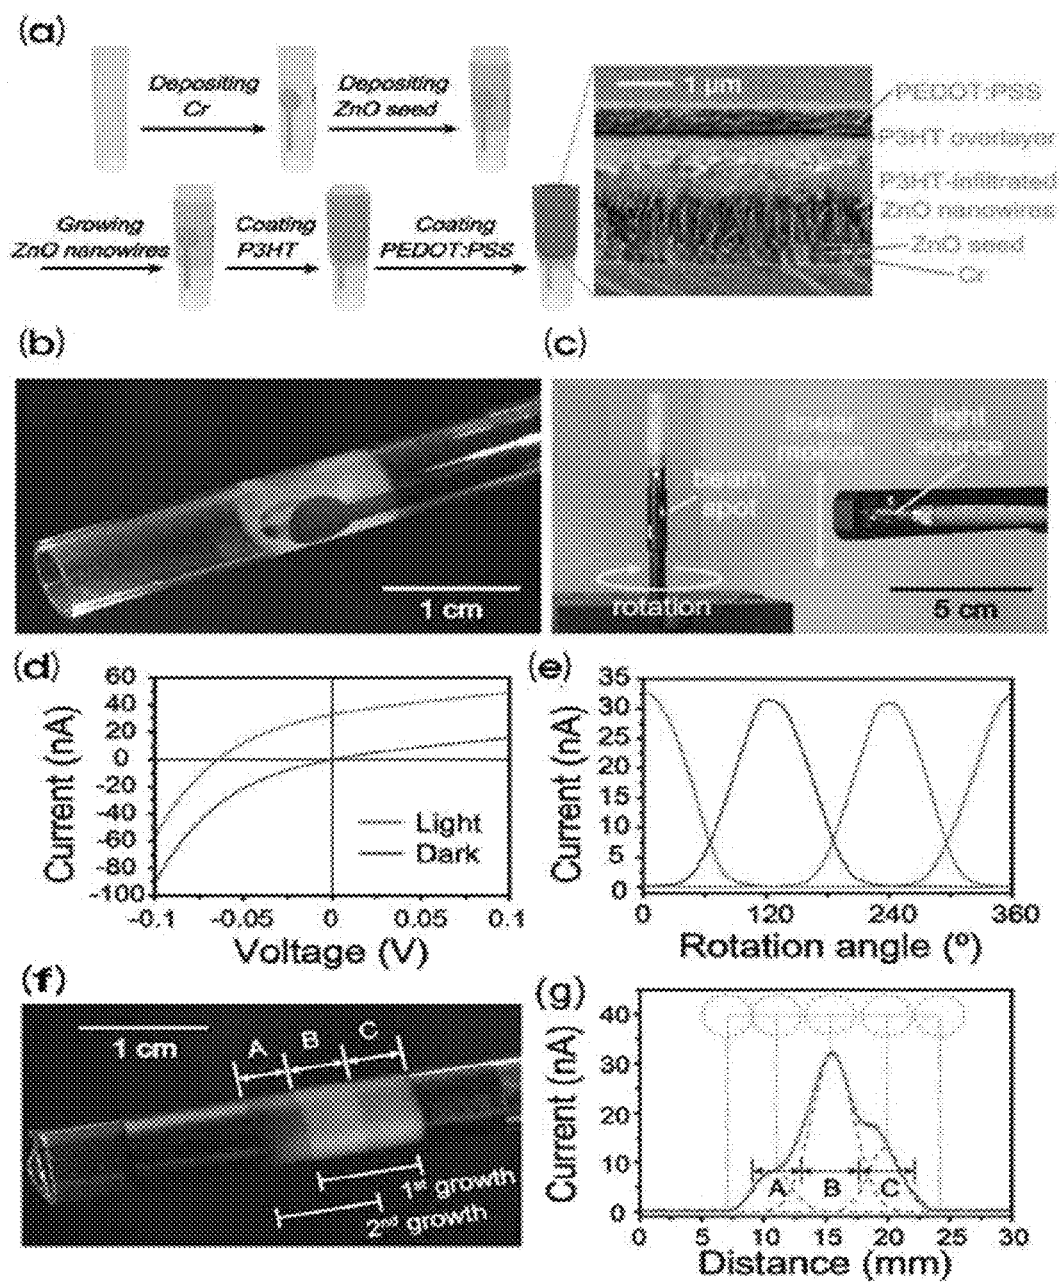 (a)
Depositing
Cr
Depositing
ZnO seed
1 μm
PEDOT:PSS
P3HT overlayer
P3HT-infiltrated
ZnO nanowires
ZnO seed
Cr
Growing
ZnO nanowires
Coating
P3HT
Coating
PEDOT:PSS
(b)
1 cm
(c)
beam
rotation
5 cm
(d)
Current (nA)
60
40
20
0
-20
-40
-60
-80
-100
Light
Dark
-0.1
-0.05
0
0.05
0.1
Voltage (V)
(e)
Current (nA)
35
30
25
20
15
10
5
0
0
120
240
360
Rotation angle (º)
(f)
1 cm
A
B
C
1st growth
2nd growth
(g)
Current (nA)
40
30
20
10
0
A
B
C
0
5
10
15
20
25
30
Distance (mm)